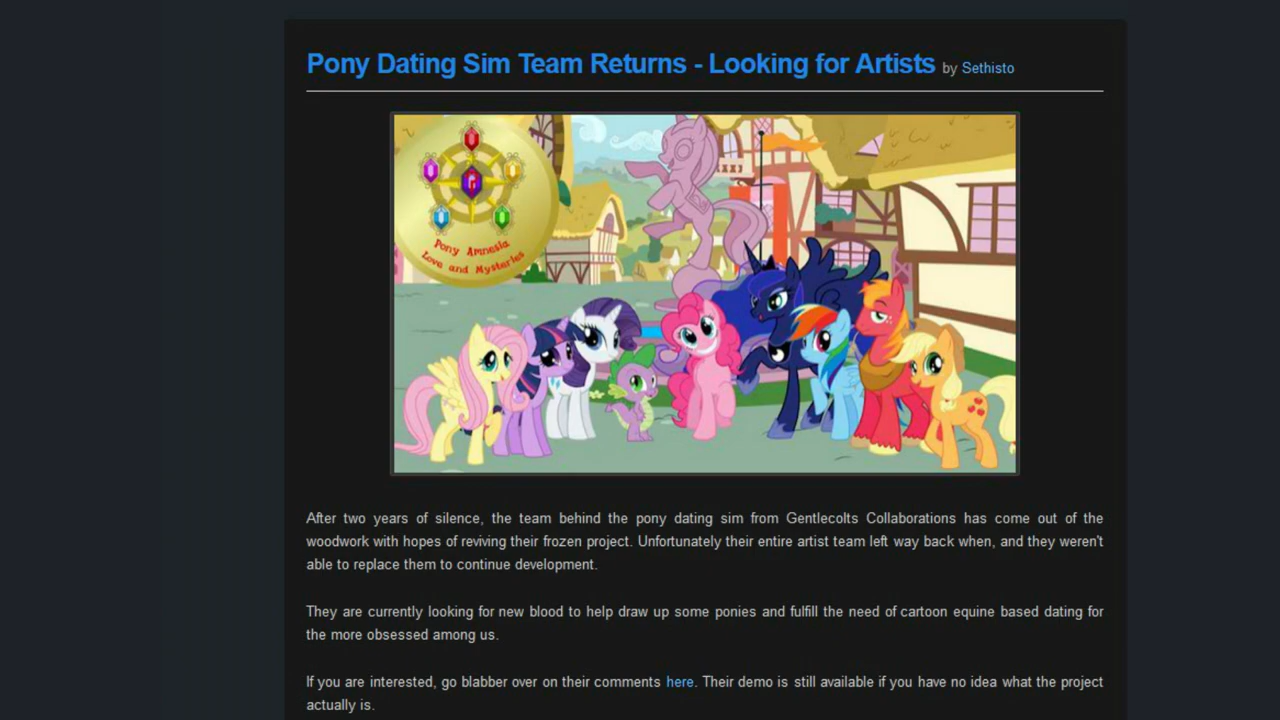 Pony Dating Sim Team Returns - Looking for Artists by Sethisto
Pony Amnesia
Love and Mysteries
After two years of silence, the team behind the pony dating sim from Gentlecolts Collaborations has come out of the
woodwork with hopes of reviving their frozen project. Unfortunately their entire artist team left way back when, and they weren't
able to replace them to continue development.
They are currently looking for new blood to help draw up some ponies and fulfill the need of cartoon equine based dating for
the more obsessed among us.
If you are interested, go blabber over on their comments here. Their demo is still available if you have no idea what the project
actually is.